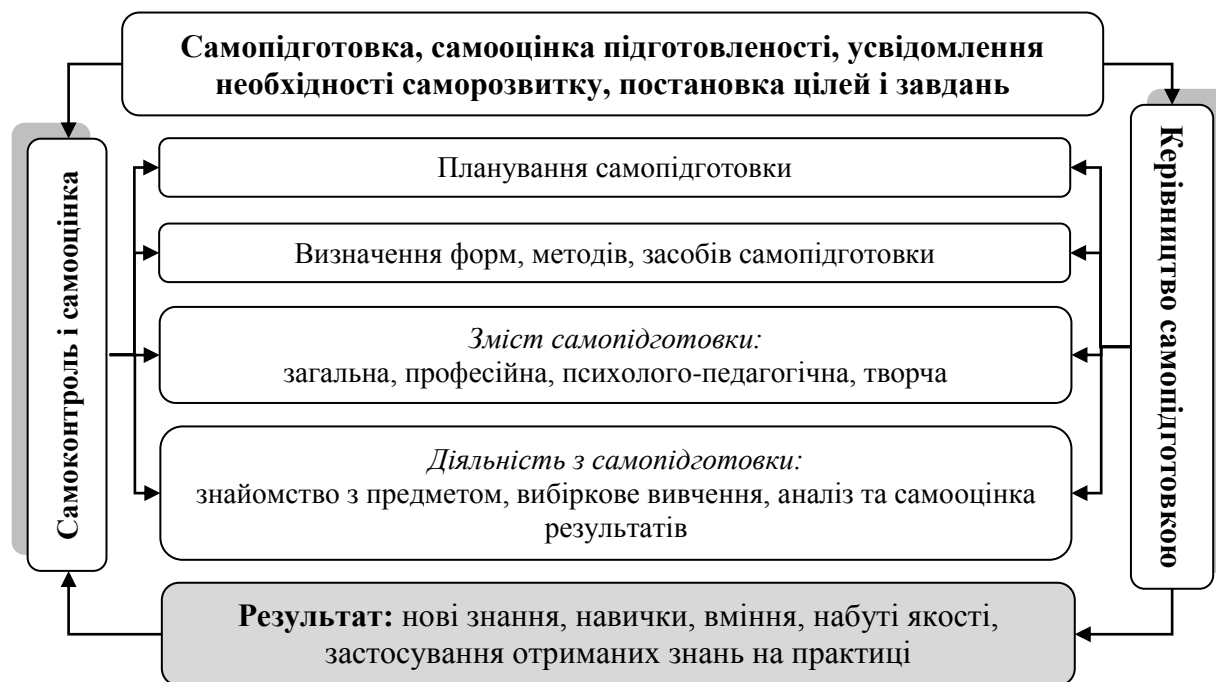 Самопідготовка, самооцінка підготовленості, усвідомлення
необхідності саморозвитку, постановка цілей і завдань
Самоконтроль і самооцінка
Планування самопідготовки
Визначення форм, методів, засобів самопідготовки
Зміст самопідготовки:
загальна, професійна, психолого-педагогічна, творча
Діяльність з самопідготовки:
знайомство з предметом, вибіркове вивчення, аналіз та самооцінка
результатів
Керівництво самопідготовкою
Результат: нові знання, навички, вміння, набуті якості,
застосування отриманих знань на практиці